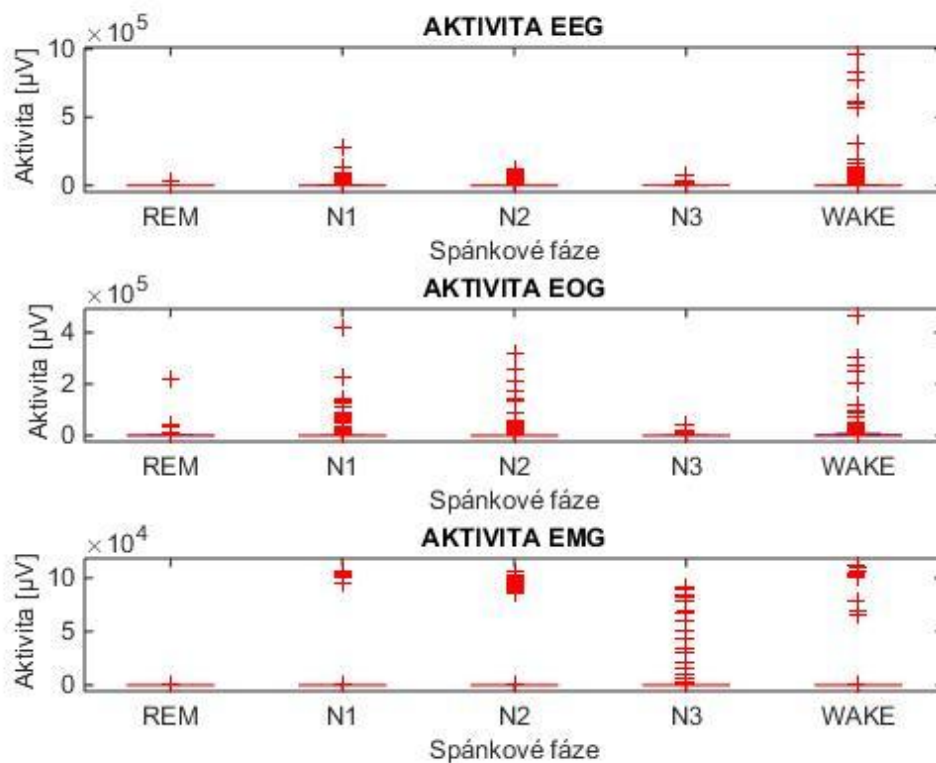 AKTIVITA EEG
×10⁵
Aktivita [µV]
10
5
0
REM N1 N2 N3 WAKE
Spánkové fáze
AKTIVITA EOG
×10⁵
Aktivita [µV]
4
2
0
REM N1 N2 N3 WAKE
Spánkové fáze
AKTIVITA EMG
×10⁴
Aktivita [µV]
10
5
0
REM N1 N2 N3 WAKE
Spánkové fáze